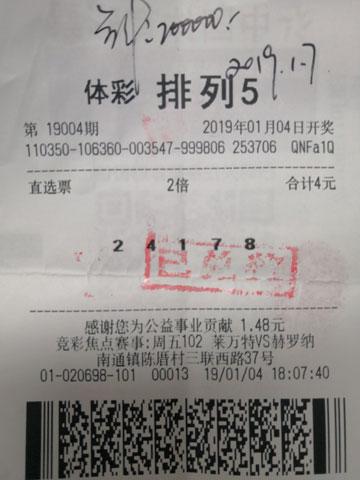 200000.
2019.1.7
体彩 排列5
第 19004期 2019年01月04日开奖
110350-106360-003547-999806 253706 QNFa1Q
直选票 2倍 合计4元
2 4 1 7 8
感谢您为公益事业贡献 1.48元
竞彩焦点赛事:周五102 莱万特VS赫罗纳
南通镇陈厝村三联西路37号
01-020698-101 00013 19/01/04 18:07:40